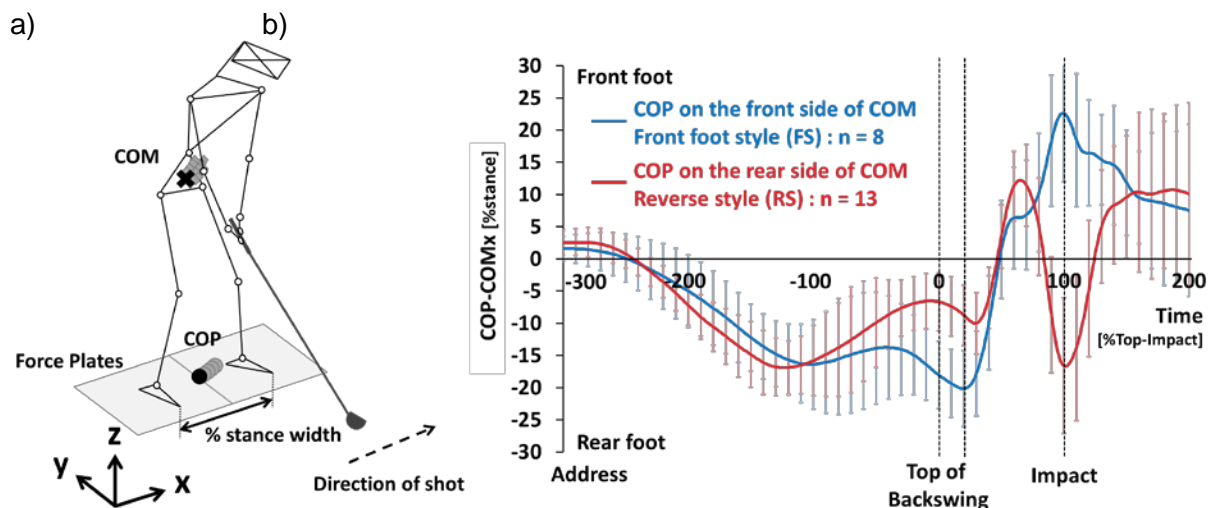 a)
COM
COP
Force Plates
% stance width
z
y
x
Direction of shot
b)
30
25
20
15
10
5
0
-5
-10
-15
-20
-25
-30
COP-COMx [%stance]
Front foot
COP on the front side of COM
Front foot style (FS) : n = 8
COP on the rear side of COM
Reverse style (RS) : n = 13
-300 -200 -100 0 100 200
Time
[%Top-Impact]
Rear foot
Address
Top of
Backswing
Impact